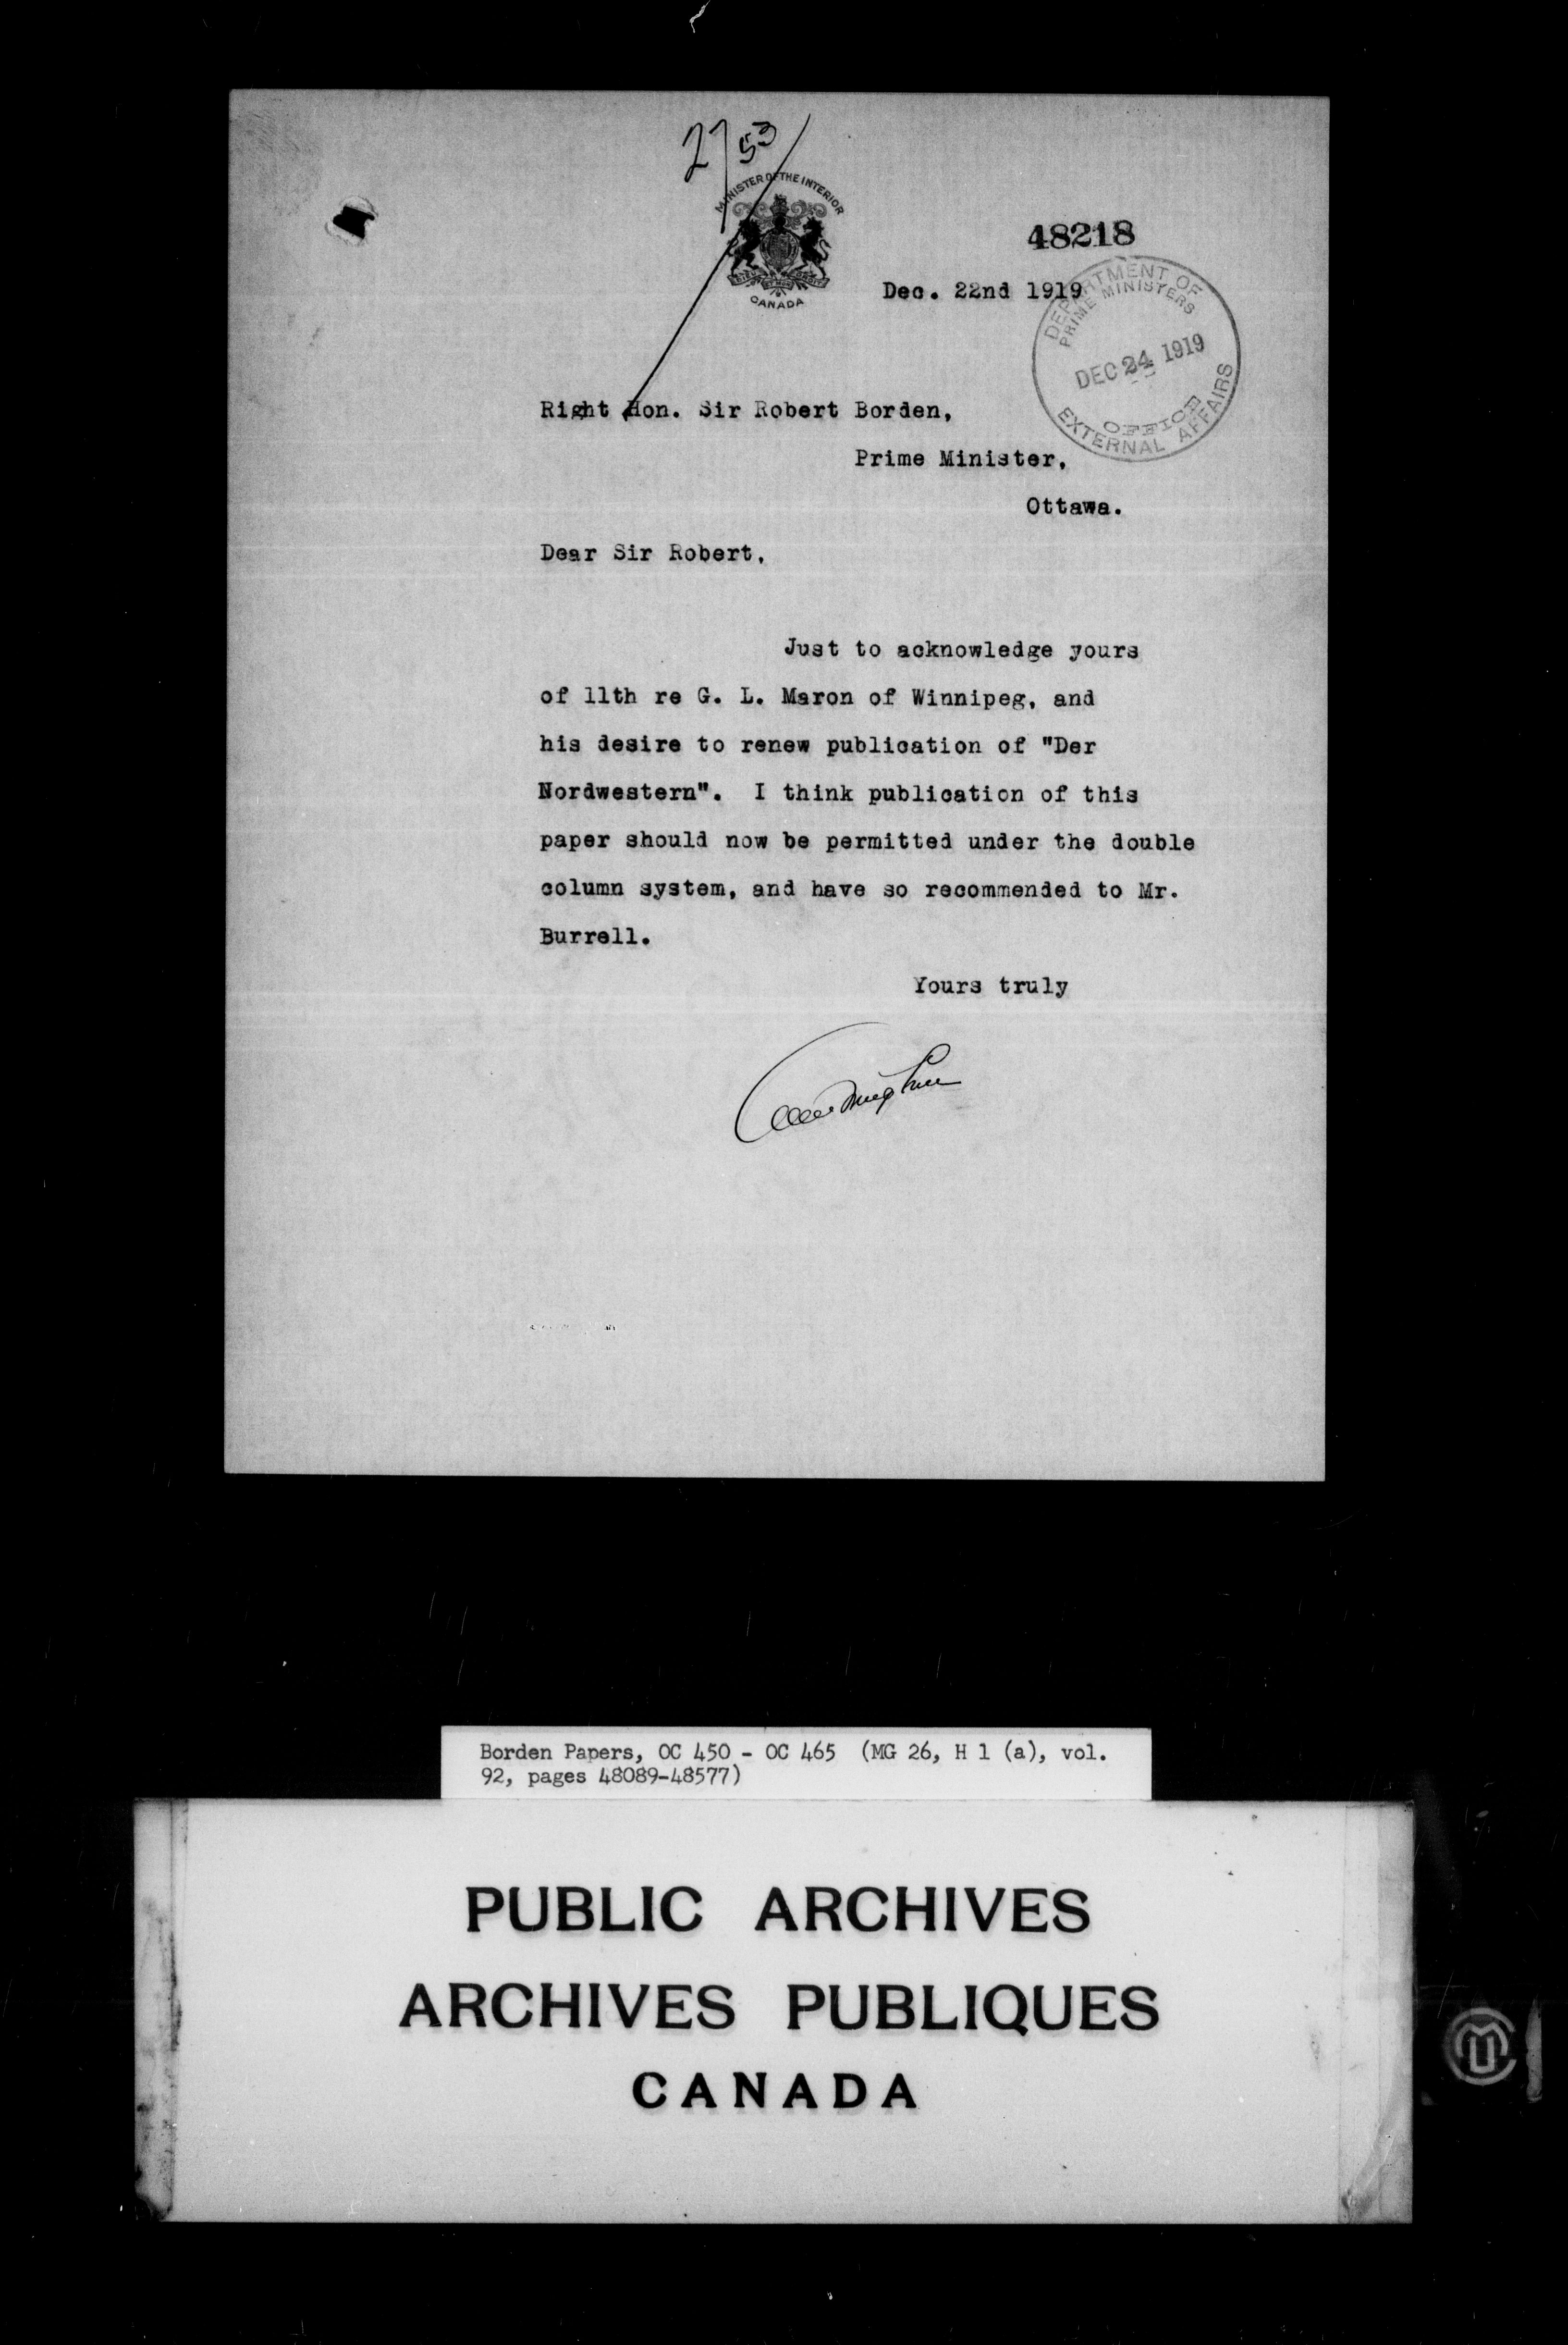 2753
MINISTER OF THE INTERIOR
CANADA
48218
Dec. 22nd 1919
DEPARTMENT OF
PRIME MINISTERS
DEC 24 1919
OFFICE
EXTERNAL AFFAIRS
Right Hon. Sir Robert Borden,
Prime Minister,
Ottawa.
Dear Sir Robert,
Just to acknowledge yours
of 11th re G. L. Maron of Winnipeg, and
his desire to renew publication of "Der
Nordwestern". I think publication of this
paper should now be permitted under the double
column system, and have so recommended to Mr.
Burrell.
Yours truly
Borden Papers, OC 450 - OC 465 (MG 26, H 1 (a), vol.
92, pages 48089-48577)
PUBLIC ARCHIVES
ARCHIVES PUBLIQUES
CANADA